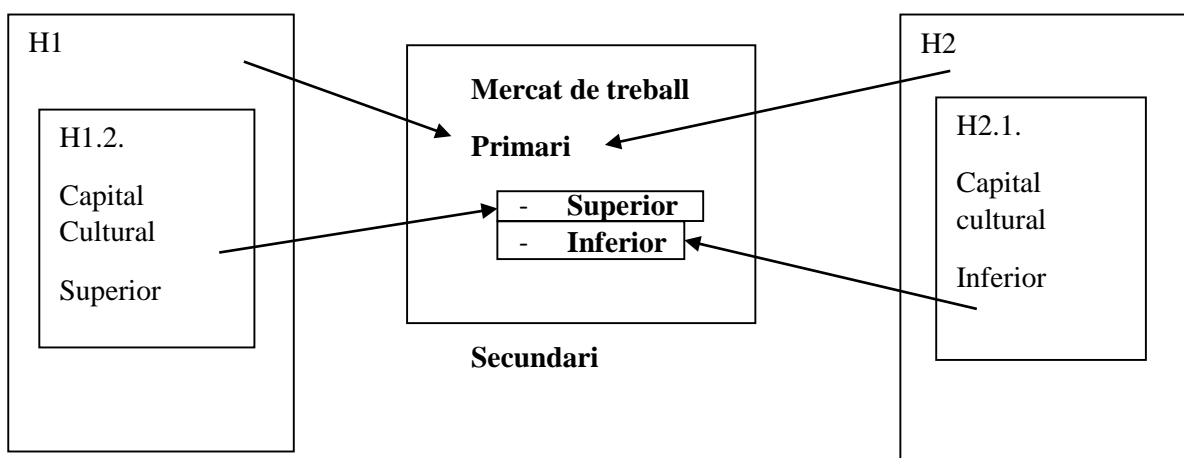 H1
H1.2.
Capital
Cultural
Superior
Mercat de treball
Primari
- Superior
- Inferior
Secundari
H2
H2.1.
Capital
cultural
Inferior